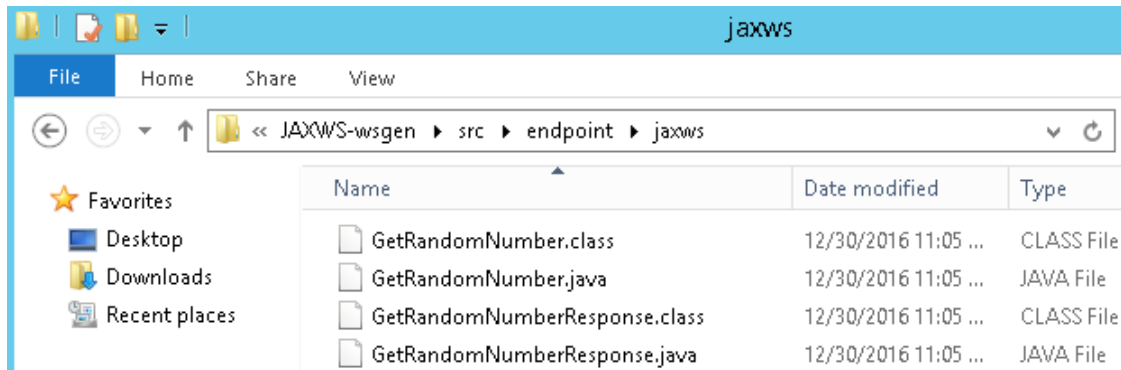 jaxws
File Home Share View
« JAXWS-wsgen ▸ src ▸ endpoint ▸ jaxws
Favorites
Desktop
Downloads
Recent places
Name Date modified Type
GetRandomNumber.class 12/30/2016 11:05 ... CLASS File
GetRandomNumber.java 12/30/2016 11:05 ... JAVA File
GetRandomNumberResponse.class 12/30/2016 11:05 ... CLASS File
GetRandomNumberResponse.java 12/30/2016 11:05 ... JAVA File